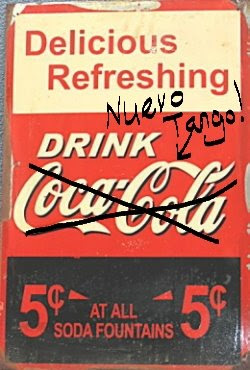 Delicious
Refreshing
Nuevo
Tango!
DRINK
Coca-Cola
5¢ AT ALL 5¢
SODA FOUNTAINS